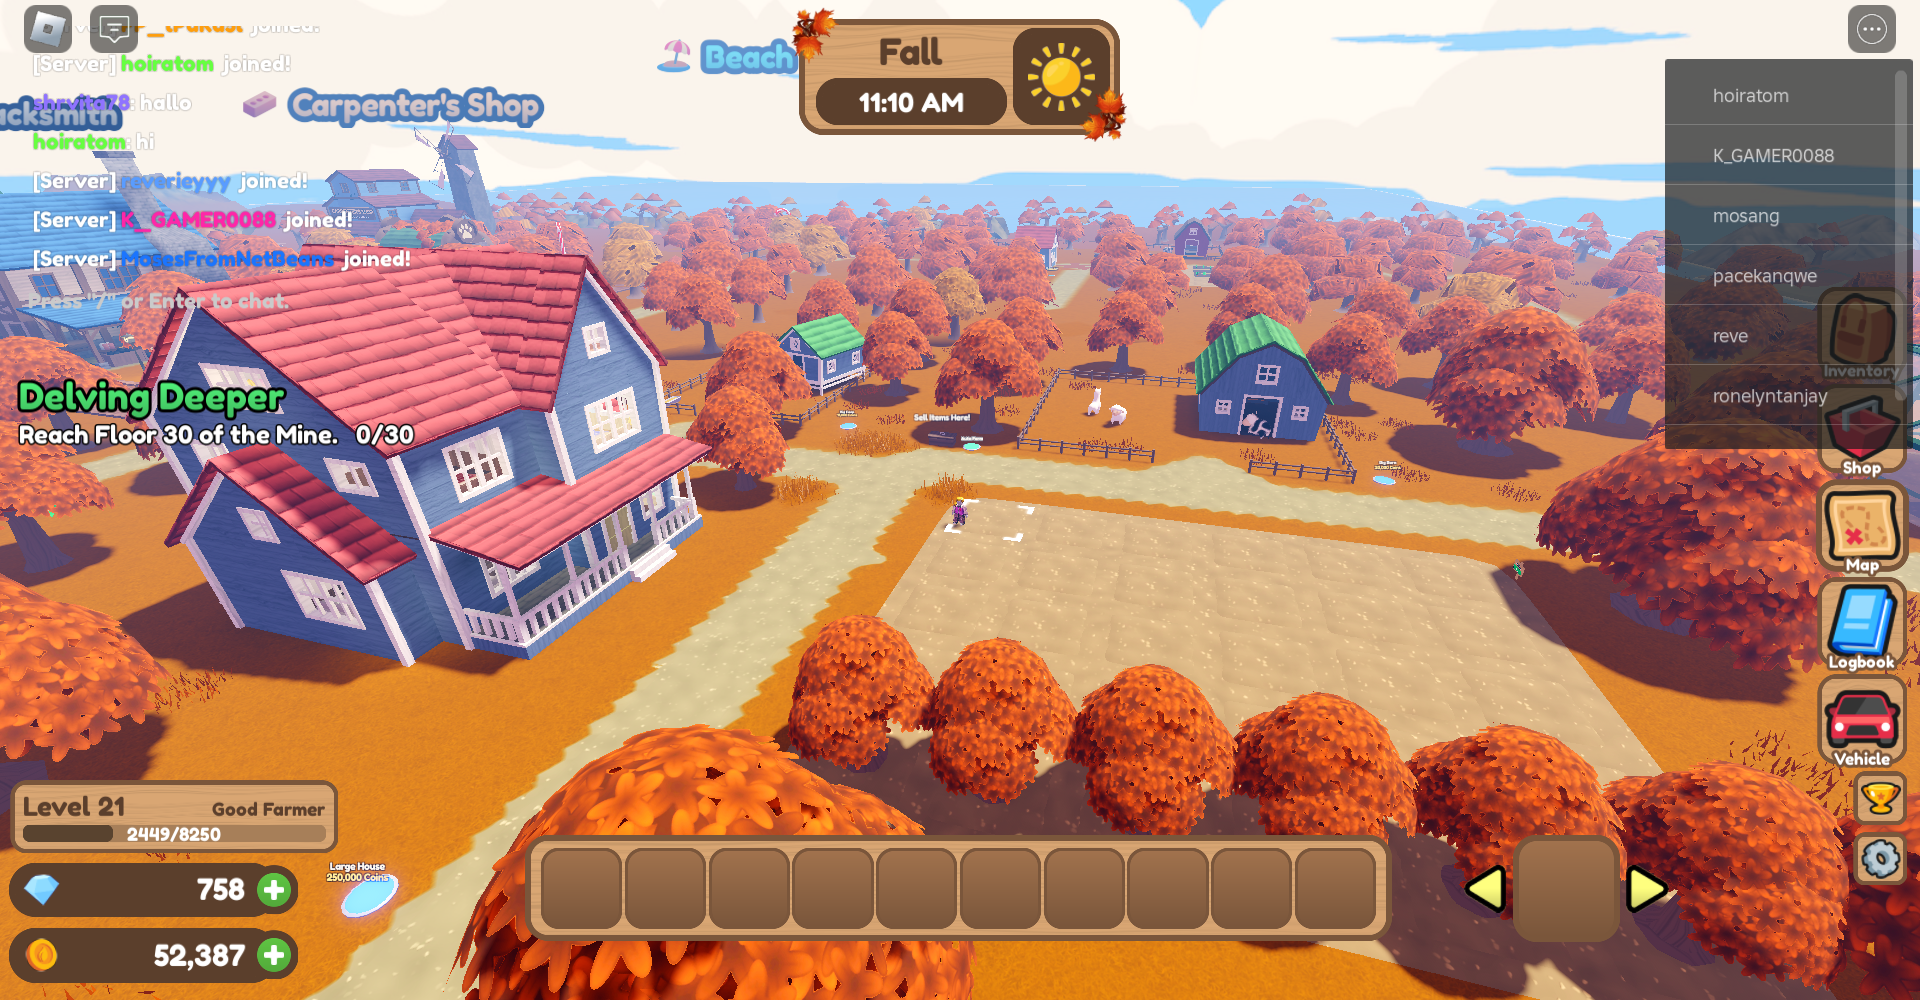 joined!
[Server] hoiratom joined!
shrvita78: hallo
hoiratom: hi
[Server] reverieyyy joined!
[Server] K_GAMER0088 joined!
[Server] MosesFromNetBeans joined!
Press "7" or Enter to chat.
Carpenter's Shop
Beach
Fall
11:10 AM
hoiratom
K_GAMER0088
mosang
pacekanqwe
reve
ronelyntanjay
Inventory
Shop
Map
Logbook
Vehicle
Delving Deeper
Reach Floor 30 of the Mine. 0/30
Sell Items Here!
Level 21
Good Farmer
2449/8250
758
52,387
Large House
250,000 Coins